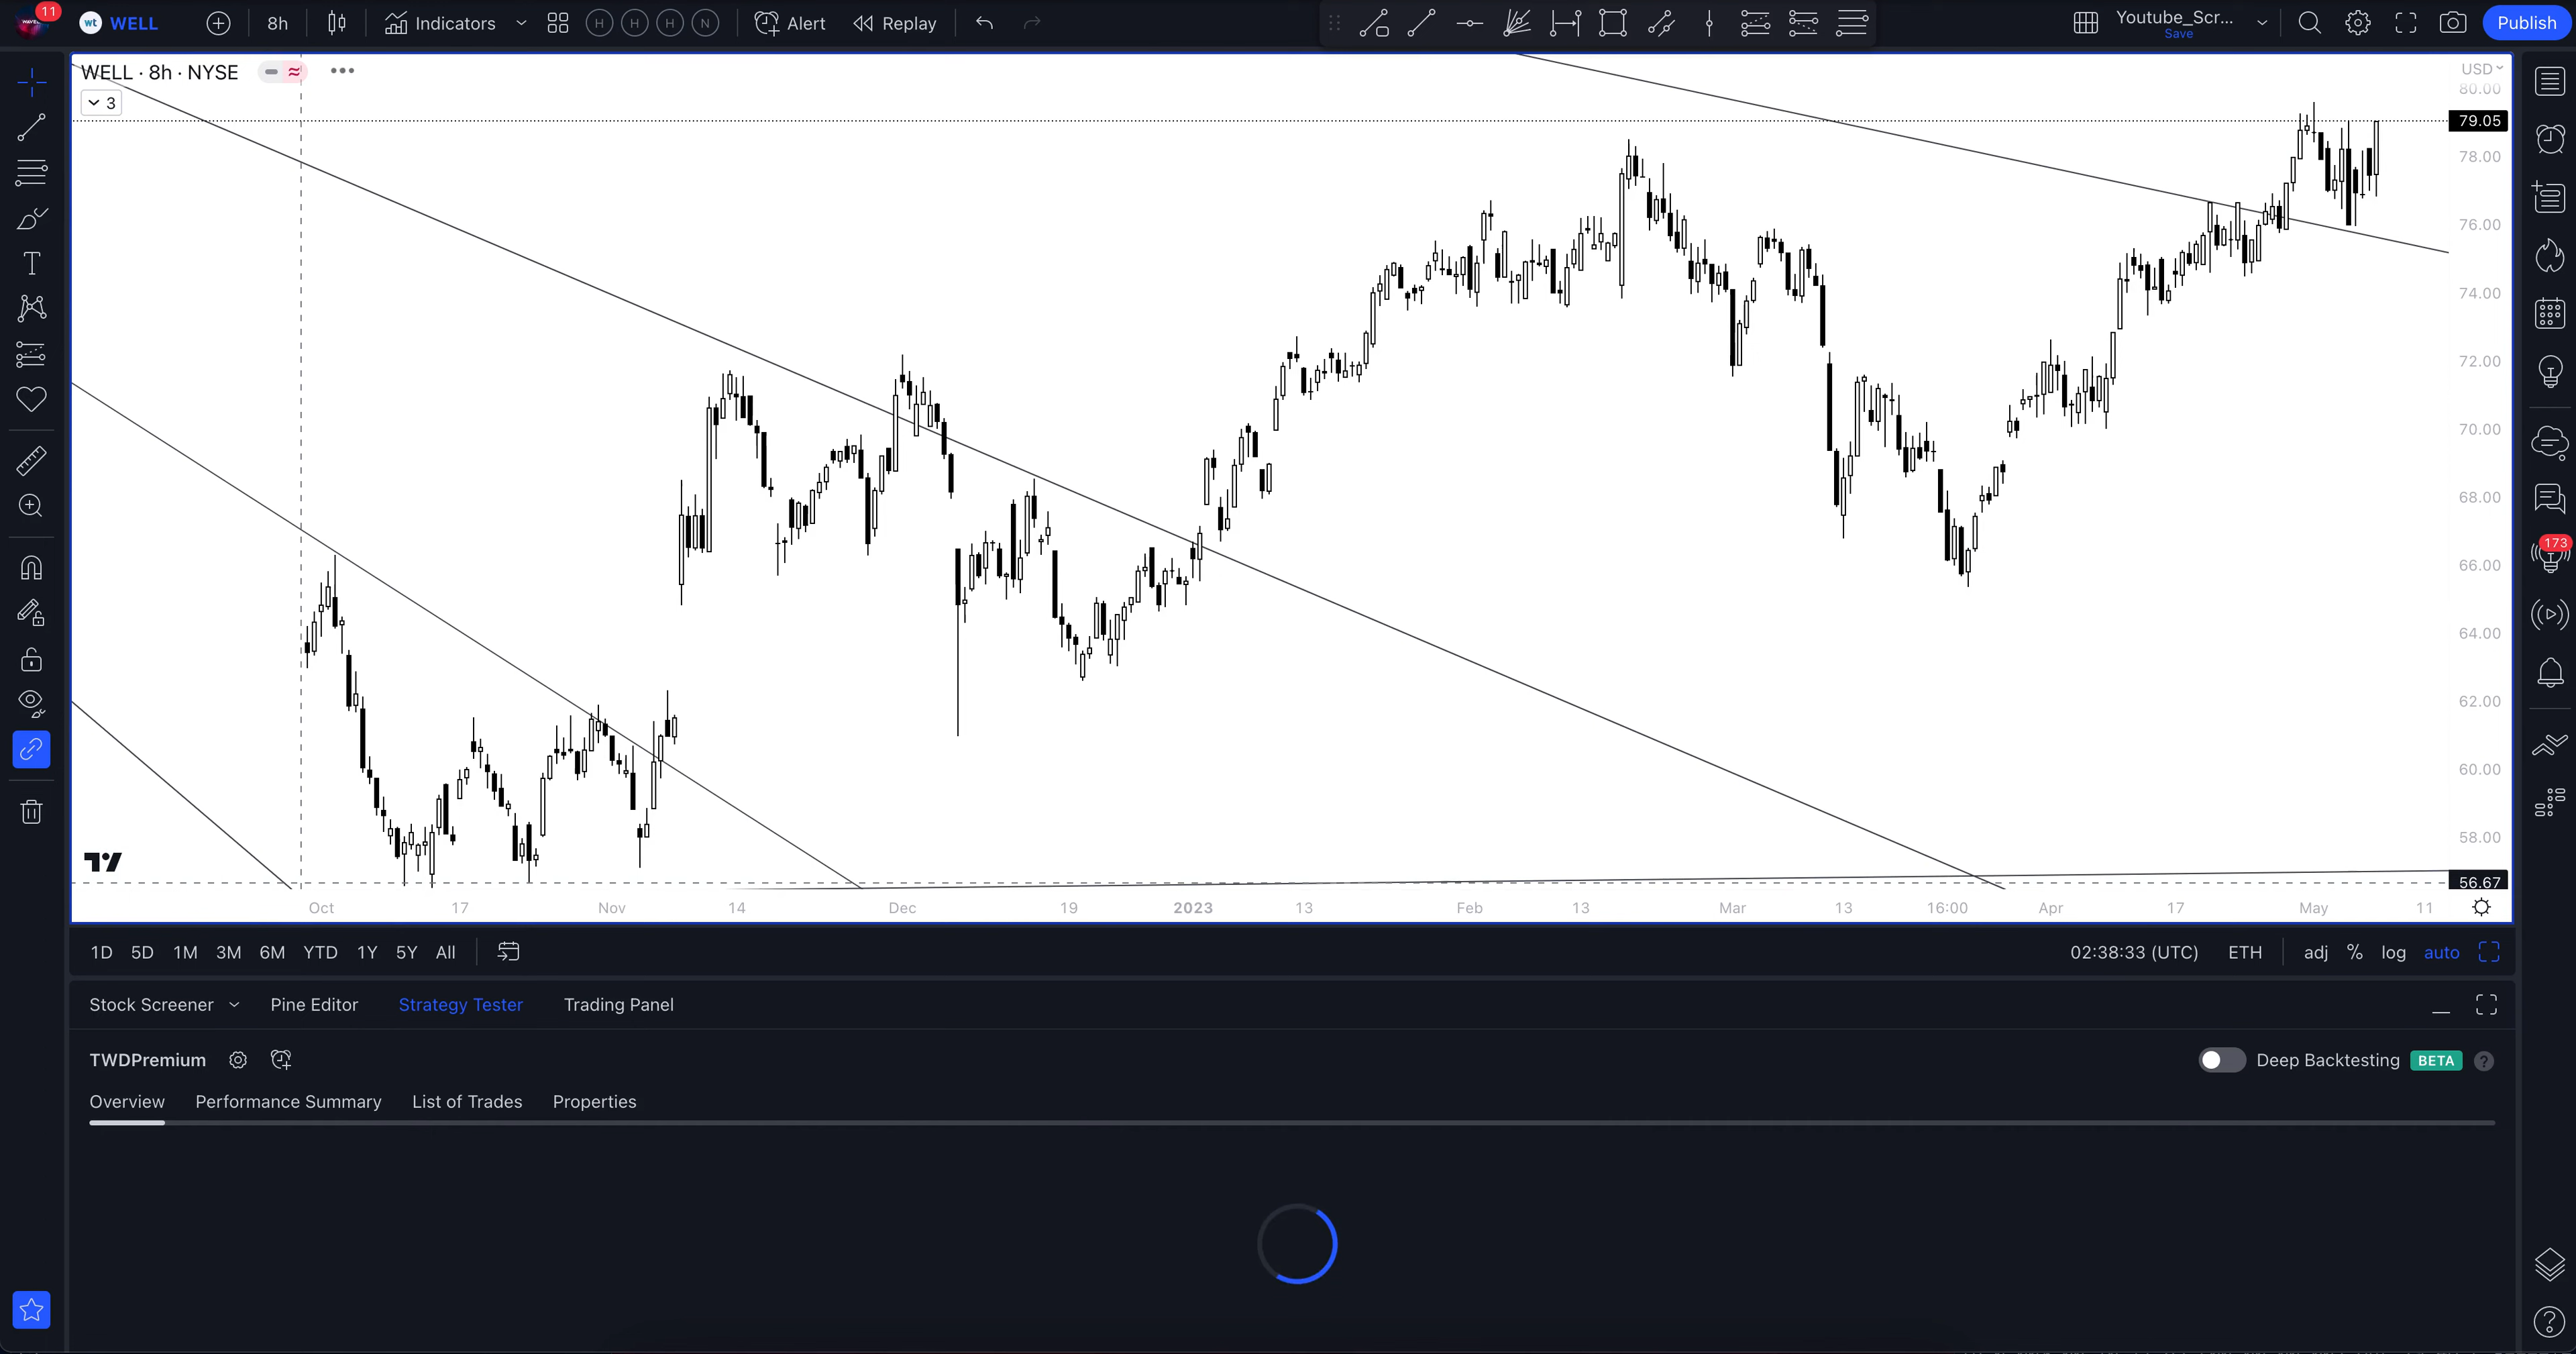 11
wt WELL 8h Indicators H H H N Alert Replay Youtube_Scr... Publish
Save
WELL · 8h · NYSE
3
USD
80.00
79.05
78.00
76.00
74.00
72.00
70.00
68.00
66.00
64.00
62.00
60.00
58.00
56.67
173
Oct 17 Nov 14 Dec 19 2023 13 Feb 13 Mar 13 16:00 Apr 17 May 11
1D 5D 1M 3M 6M YTD 1Y 5Y All 02:38:33 (UTC) ETH adj % log auto
Stock Screener Pine Editor Strategy Tester Trading Panel
TWDPremium Deep Backtesting BETA ?
Overview Performance Summary List of Trades Properties